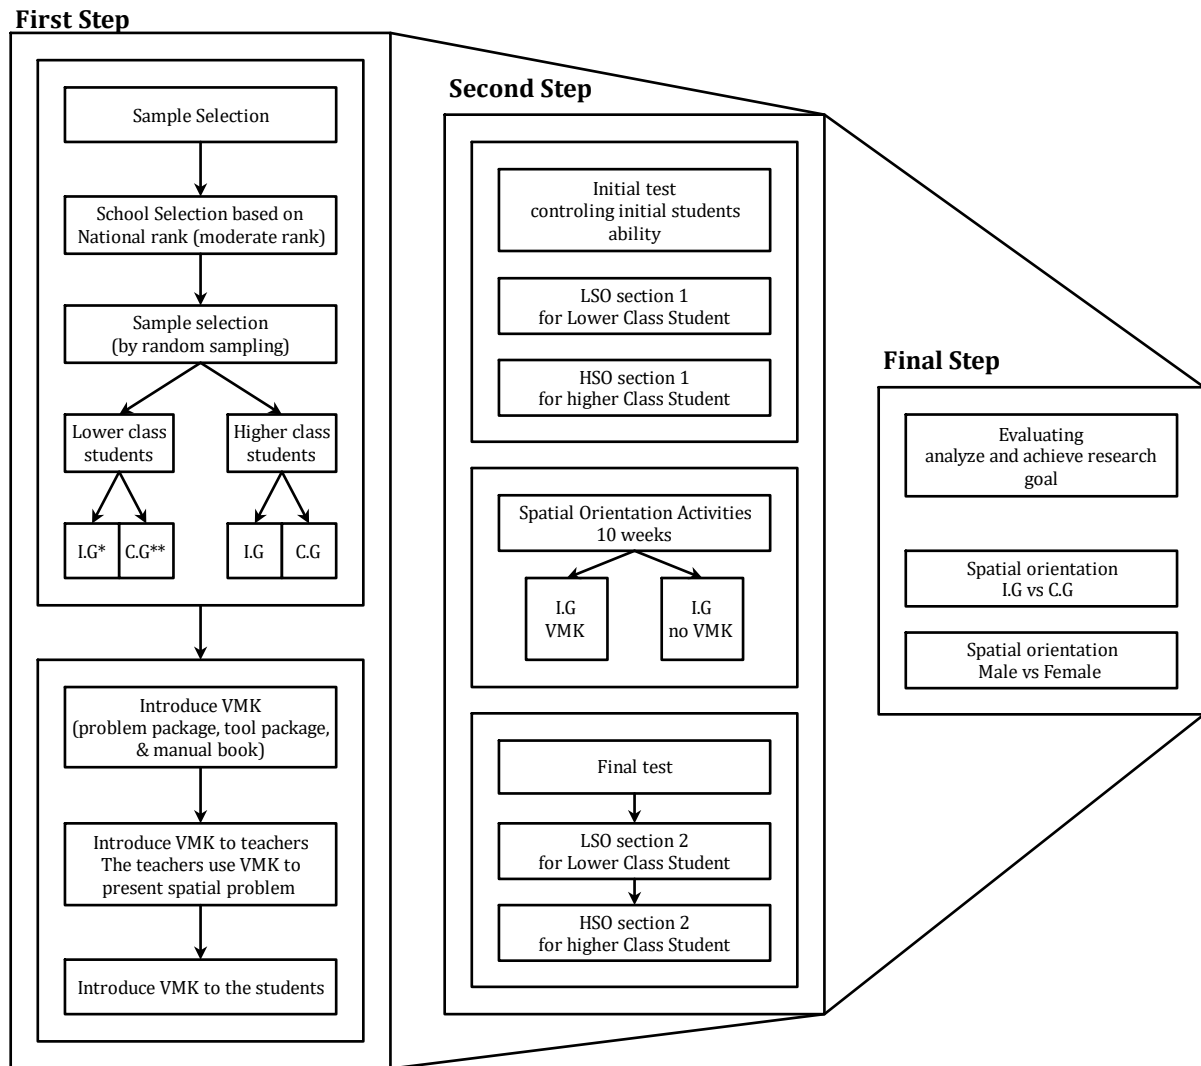 First Step
Sample Selection
School Selection based on
National rank (moderate rank)
Sample selection
(by random sampling)
Lower class
students
Higher class
students
I.G*
C.G**
I.G
C.G
Introduce VMK
(problem package, tool package,
& manual book)
Introduce VMK to teachers
The teachers use VMK to
present spatial problem
Introduce VMK to the students
Second Step
Initial test
controling initial students
ability
LSO section 1
for Lower Class Student
HSO section 1
for higher Class Student
Spatial Orientation Activities
10 weeks
I.G
VMK
I.G
no VMK
Final test
LSO section 2
for Lower Class Student
HSO section 2
for higher Class Student
Final Step
Evaluating
analyze and achieve research
goal
Spatial orientation
I.G vs C.G
Spatial orientation
Male vs Female